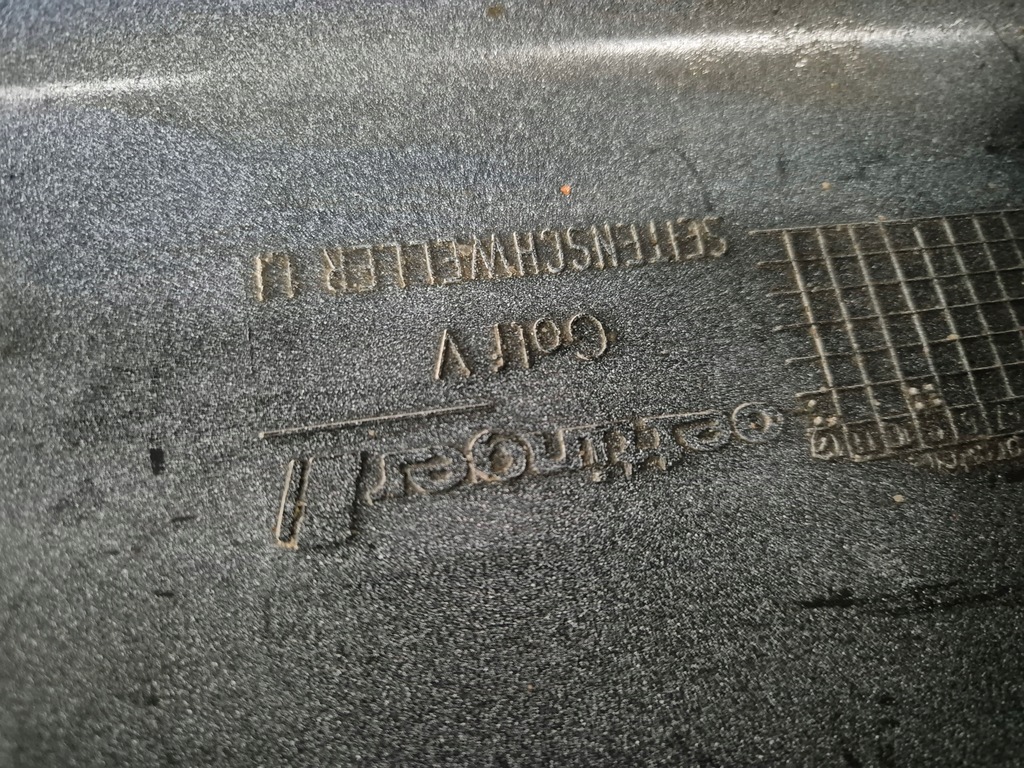 oettinger
Golf V
SEITENSCHWELLER LI